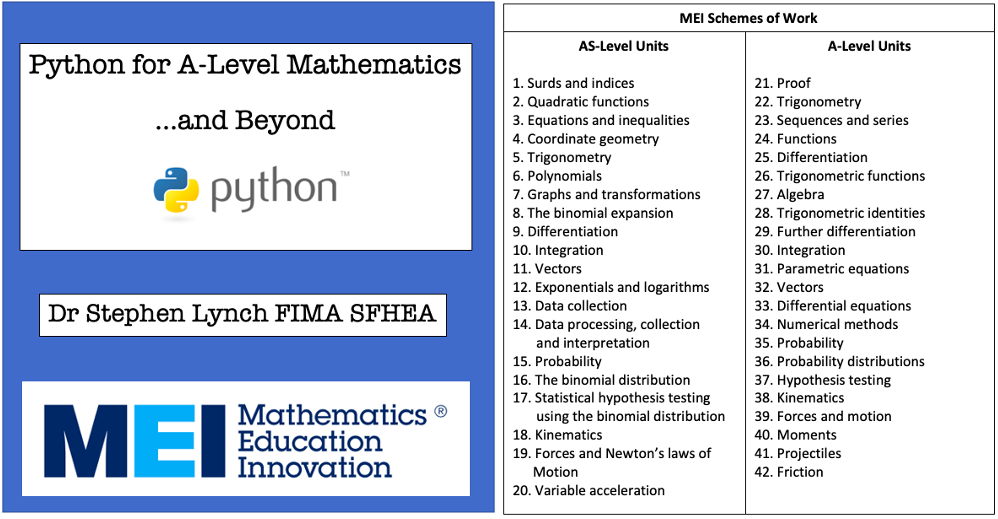 Python for A-Level Mathematics
...and Beyond
python™
Dr Stephen Lynch FIMA SFHEA
MEI Mathematics ®
Education
Innovation
MEI Schemes of Work
AS-Level Units
1. Surds and indices
2. Quadratic functions
3. Equations and inequalities
4. Coordinate geometry
5. Trigonometry
6. Polynomials
7. Graphs and transformations
8. The binomial expansion
9. Differentiation
10. Integration
11. Vectors
12. Exponentials and logarithms
13. Data collection
14. Data processing, collection
and interpretation
15. Probability
16. The binomial distribution
17. Statistical hypothesis testing
using the binomial distribution
18. Kinematics
19. Forces and Newton's laws of
Motion
20. Variable acceleration
A-Level Units
21. Proof
22. Trigonometry
23. Sequences and series
24. Functions
25. Differentiation
26. Trigonometric functions
27. Algebra
28. Trigonometric identities
29. Further differentiation
30. Integration
31. Parametric equations
32. Vectors
33. Differential equations
34. Numerical methods
35. Probability
36. Probability distributions
37. Hypothesis testing
38. Kinematics
39. Forces and motion
40. Moments
41. Projectiles
42. Friction